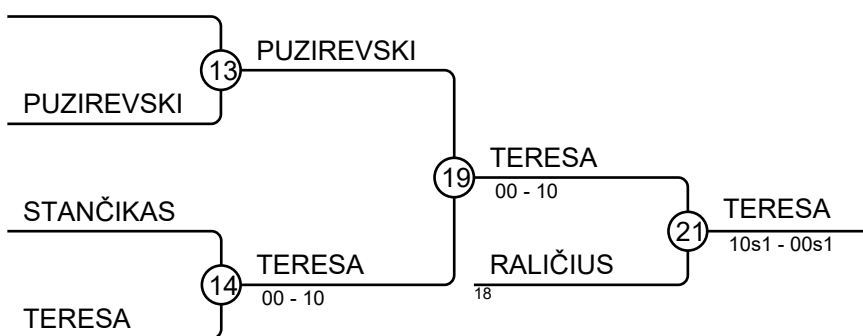 PUZIREVSKI
13
PUZIREVSKI
TERESA
19
00 - 10
STANČIKAS
TERESA
21
10s1 - 00s1
TERESA
RALIČIUS
14
00 - 10
18
TERESA